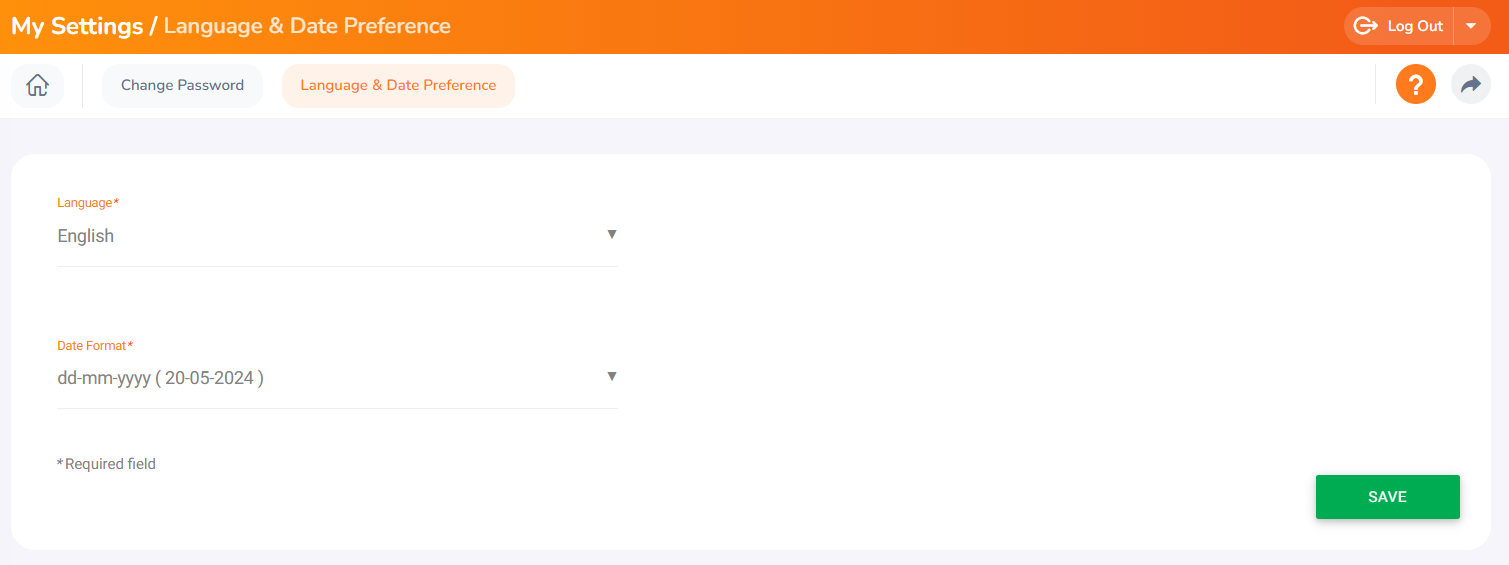 My Settings / Language & Date Preference
Log Out
Change Password
Language & Date Preference
?
Language*
English
Date Format*
dd-mm-yyyy ( 20-05-2024 )
*Required field
SAVE